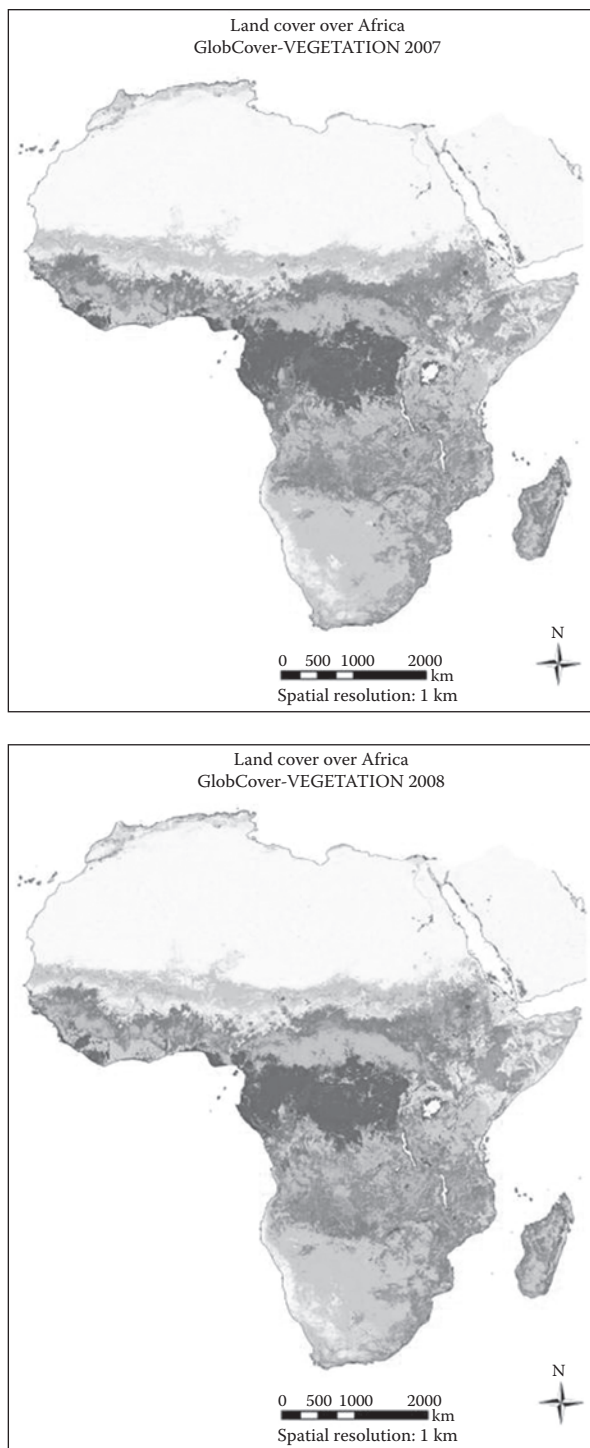 Land cover over Africa
GlobCover-VEGETATION 2007
N
0 500 1000 2000
km
Spatial resolution: 1 km
Land cover over Africa
GlobCover-VEGETATION 2008
N
0 500 1000 2000
km
Spatial resolution: 1 km